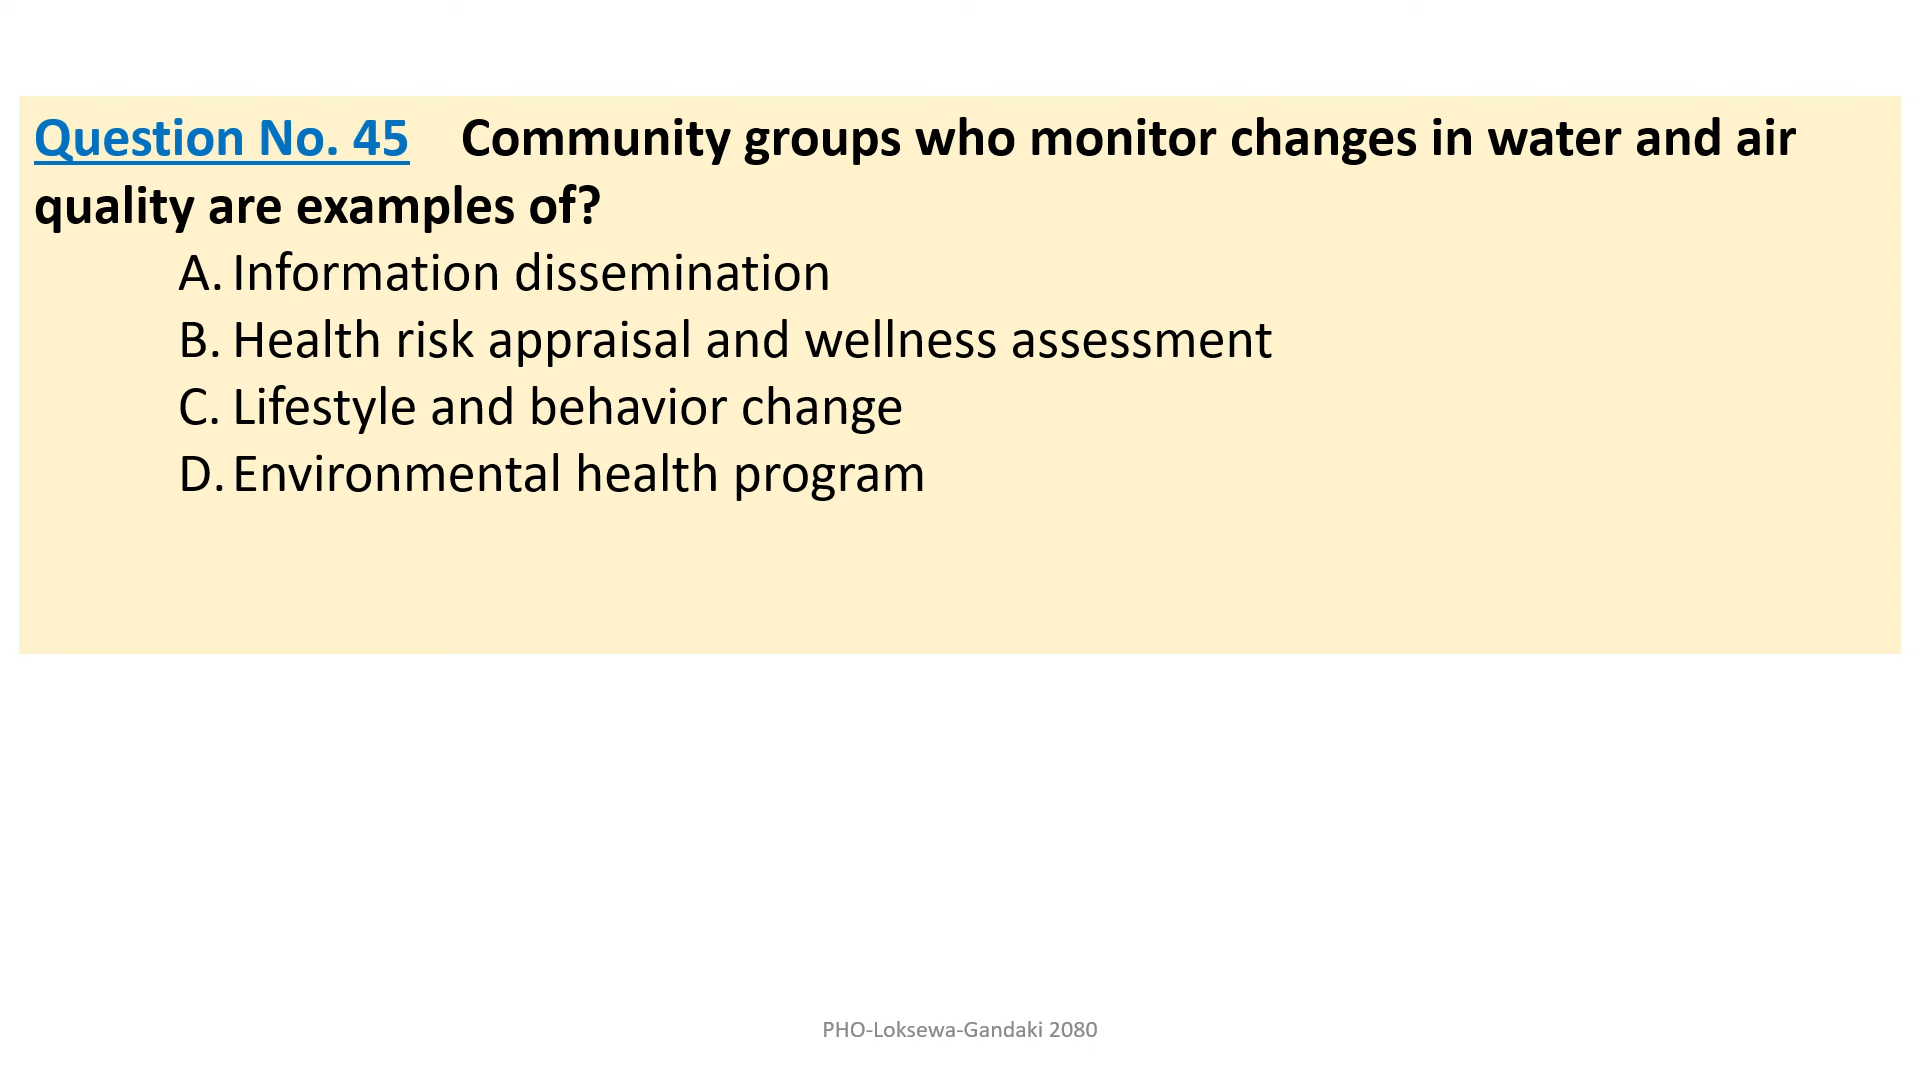 Question No. 45 Community groups who monitor changes in water and air
quality are examples of?
A. Information dissemination
B. Health risk appraisal and wellness assessment
C. Lifestyle and behavior change
D. Environmental health program
PHO-Loksewa-Gandaki 2080